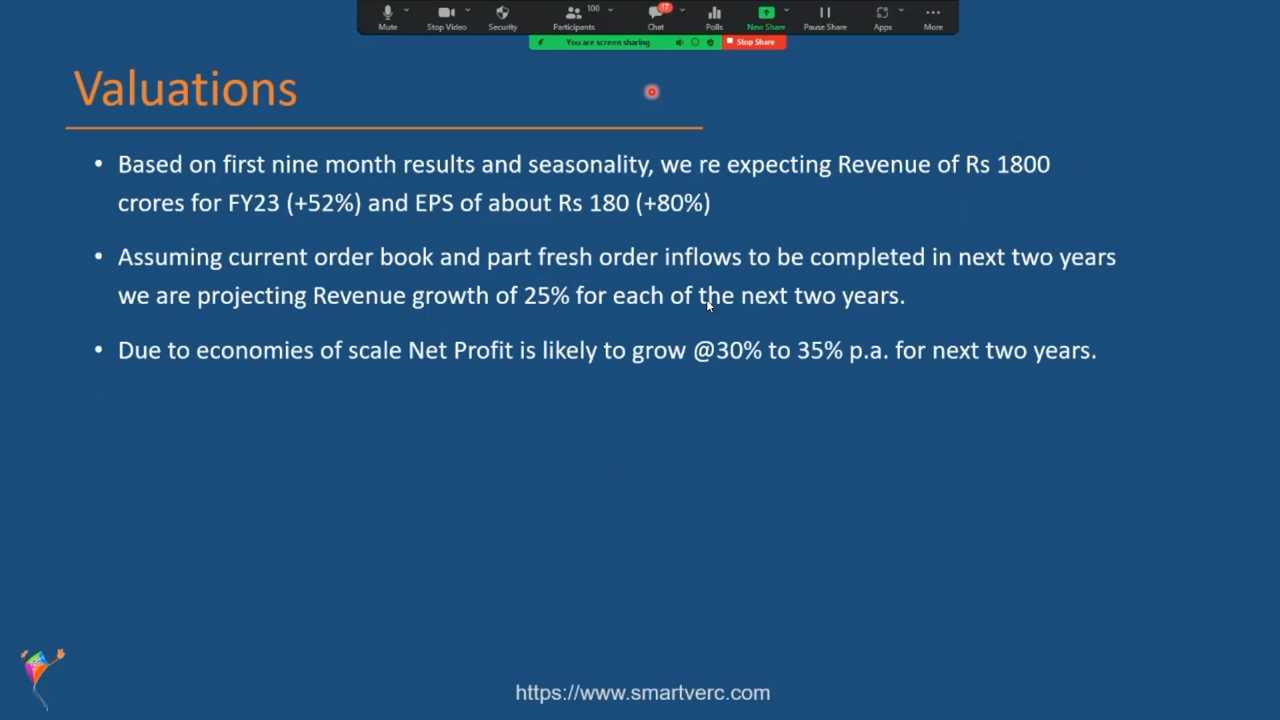 100
17
Mute
Stop Video
Security
Participants
Chat
Polls
New Share
Pause Share
Apps
More
You are screen sharing
Stop Share
Valuations
• Based on first nine month results and seasonality, we re expecting Revenue of Rs 1800
crores for FY23 (+52%) and EPS of about Rs 180 (+80%)
• Assuming current order book and part fresh order inflows to be completed in next two years
we are projecting Revenue growth of 25% for each of the next two years.
• Due to economies of scale Net Profit is likely to grow @30% to 35% p.a. for next two years.
https://www.smartverc.com